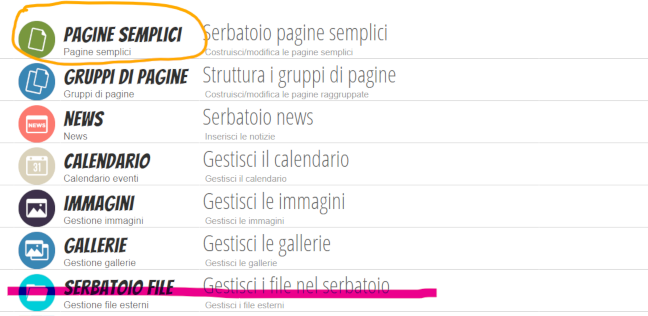 PAGINE SEMPLICI Serbatoio pagine semplici
Pagine semplici Costruisci/modifica le pagine semplici
GRUPPI DI PAGINE Struttura i gruppi di pagine
Gruppi di pagine Costruisci/modifica le pagine raggruppate
NEWS NEWS Serbatoio news
News Inserisci le notizie
31 CALENDARIO Gestisci il calendario
Calendario eventi Gestisci il calendario
IMMAGINI Gestisci le immagini
Gestione immagini Gestisci le immagini
GALLERIE Gestisci le gallerie
Gestione gallerie Gestisci le gallerie
SERBATOIO FILE Gestisci i file nel serbatoio
Gestione file esterni Gestisci i file esterni